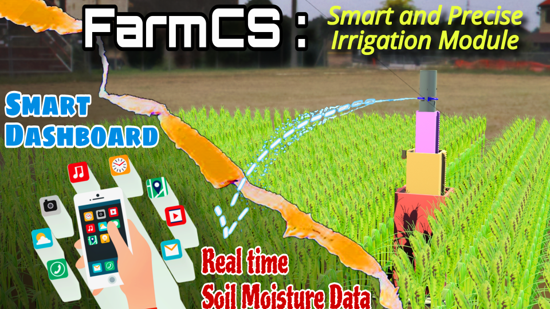 FarmCS :
Smart and Precise
Irrigation Module
SMART
DASHBOARD
Real time
Soil Moisture Data